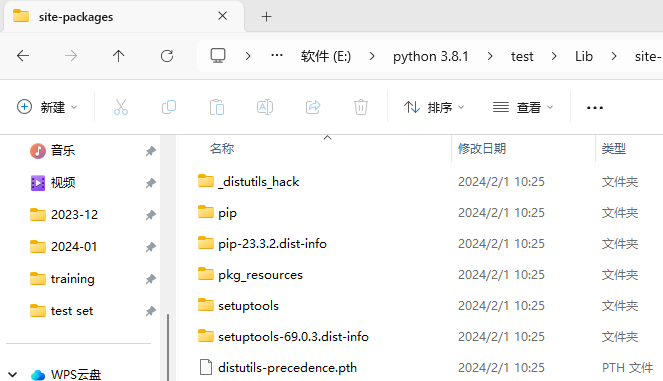 site-packages
软件 (E:) python 3.8.1 test Lib site-
新建 排序 查看
音乐
视频
2023-12
2024-01
training
test set
WPS云盘
名称 修改日期 类型
_distutils_hack 2024/2/1 10:25 文件夹
pip 2024/2/1 10:25 文件夹
pip-23.3.2.dist-info 2024/2/1 10:25 文件夹
pkg_resources 2024/2/1 10:25 文件夹
setuptools 2024/2/1 10:25 文件夹
setuptools-69.0.3.dist-info 2024/2/1 10:25 文件夹
distutils-precedence.pth 2024/2/1 10:25 PTH 文件